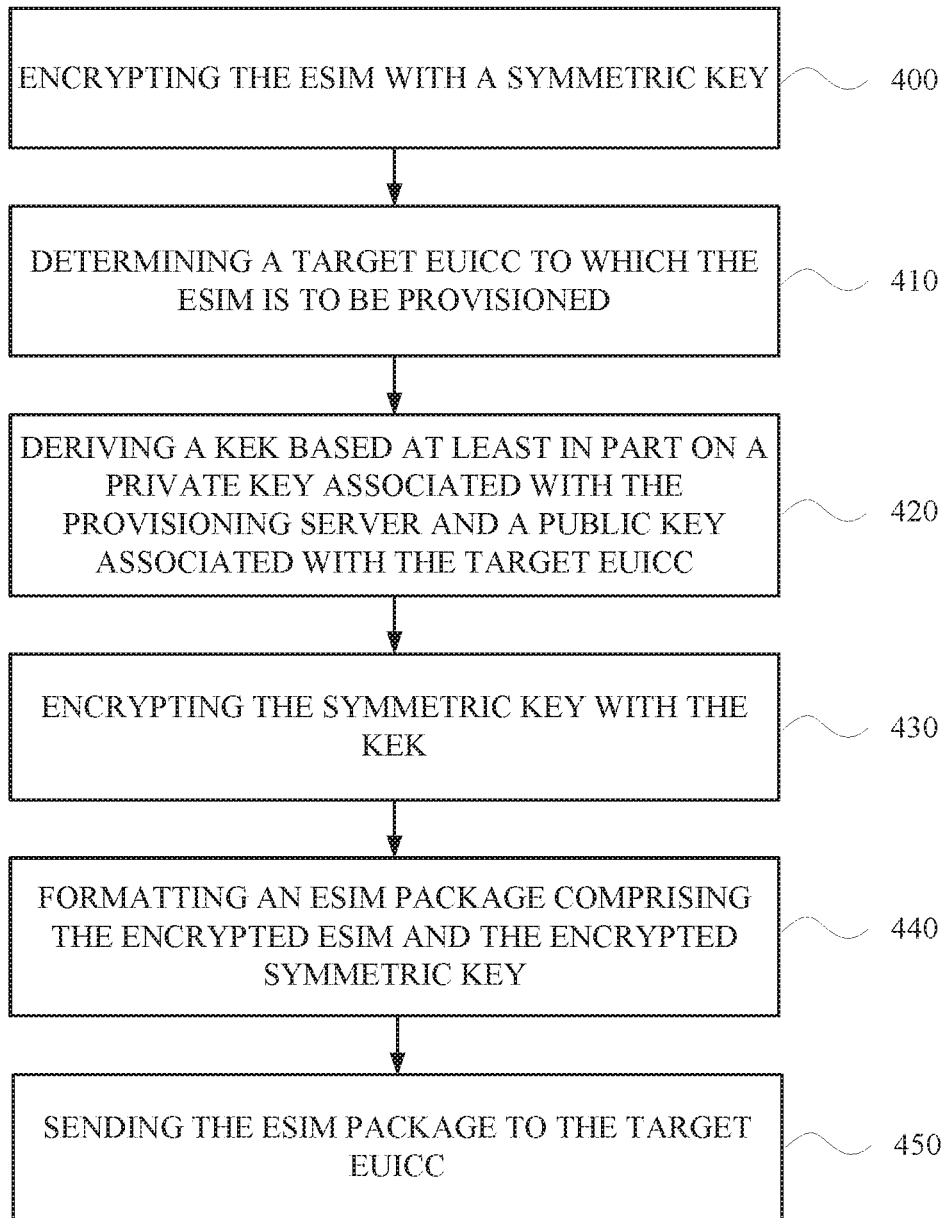 ENCRYPTING THE ESIM WITH A SYMMETRIC KEY
400
DETERMINING A TARGET EUICC TO WHICH THE
ESIM IS TO BE PROVISIONED
410
DERIVING A KEK BASED AT LEAST IN PART ON A
PRIVATE KEY ASSOCIATED WITH THE
PROVISIONING SERVER AND A PUBLIC KEY
ASSOCIATED WITH THE TARGET EUICC
420
ENCRYPTING THE SYMMETRIC KEY WITH THE
KEK
430
FORMATTING AN ESIM PACKAGE COMPRISING
THE ENCRYPTED ESIM AND THE ENCRYPTED
SYMMETRIC KEY
440
SENDING THE ESIM PACKAGE TO THE TARGET
EUICC
450